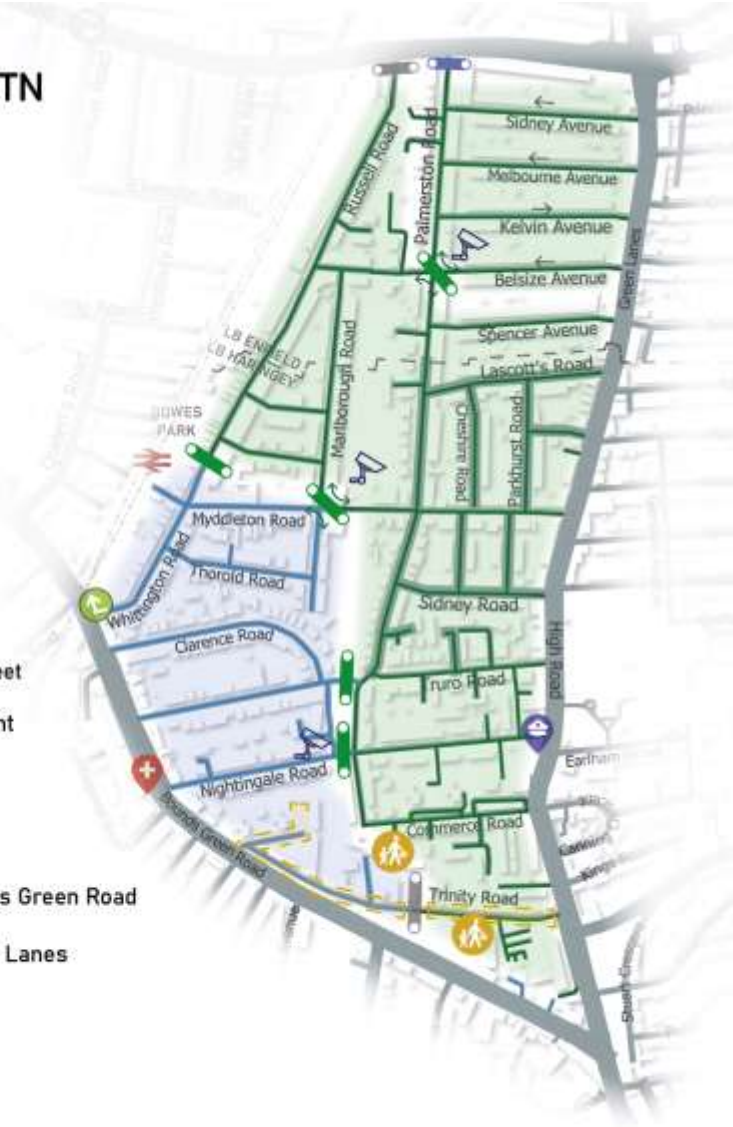 TN
Sidney Avenue
Russell Road
Palmerston Road
Melbourne Avenue
Kelvin Avenue
Belsize Avenue
Green Lanes
Spencer Avenue
LB ENFIELD
LB HARINGEY
Lascott's Road
Marlborough Road
BOWES
PARK
Cheshire Road
Parkhurst Road
Myddleton Road
Whittington Road
Thorold Road
Sidney Road
Clarence Road
High Road
eet
ruro Road
nt
Earlham
Nightingale Road
Commerce Road
Bounds Green Road
s Green Road
Trinity Road
Lanes